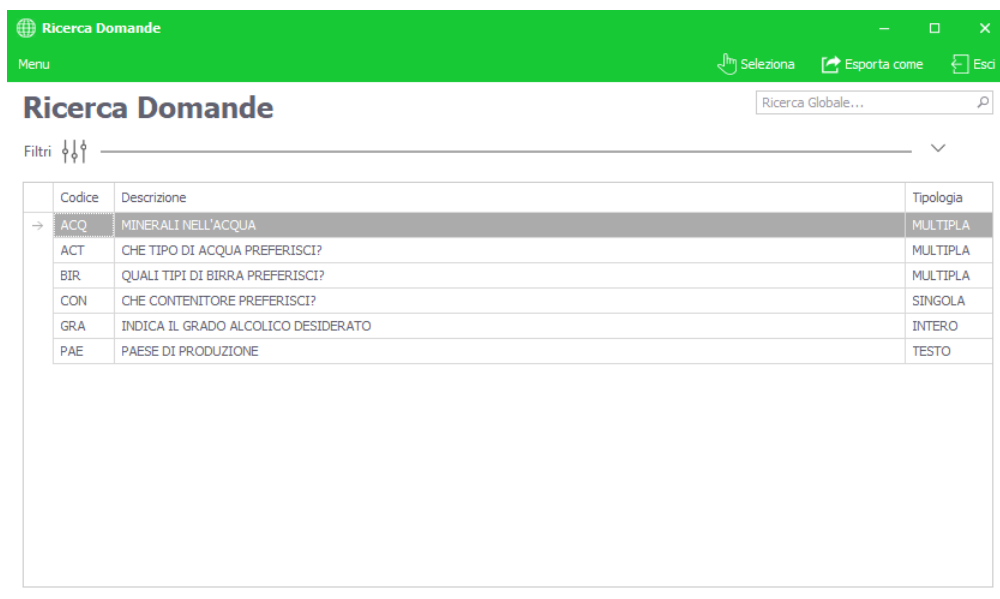 Ricerca Domande
Menu Seleziona Esporta come Esci
Ricerca Domande Ricerca Globale...
Filtri
Codice Descrizione Tipologia
ACQ MINERALI NELL'ACQUA MULTIPLA
ACT CHE TIPO DI ACQUA PREFERISCI? MULTIPLA
BIR QUALI TIPI DI BIRRA PREFERISCI? MULTIPLA
CON CHE CONTENITORE PREFERISCI? SINGOLA
GRA INDICA IL GRADO ALCOLICO DESIDERATO INTERO
PAE PAESE DI PRODUZIONE TESTO